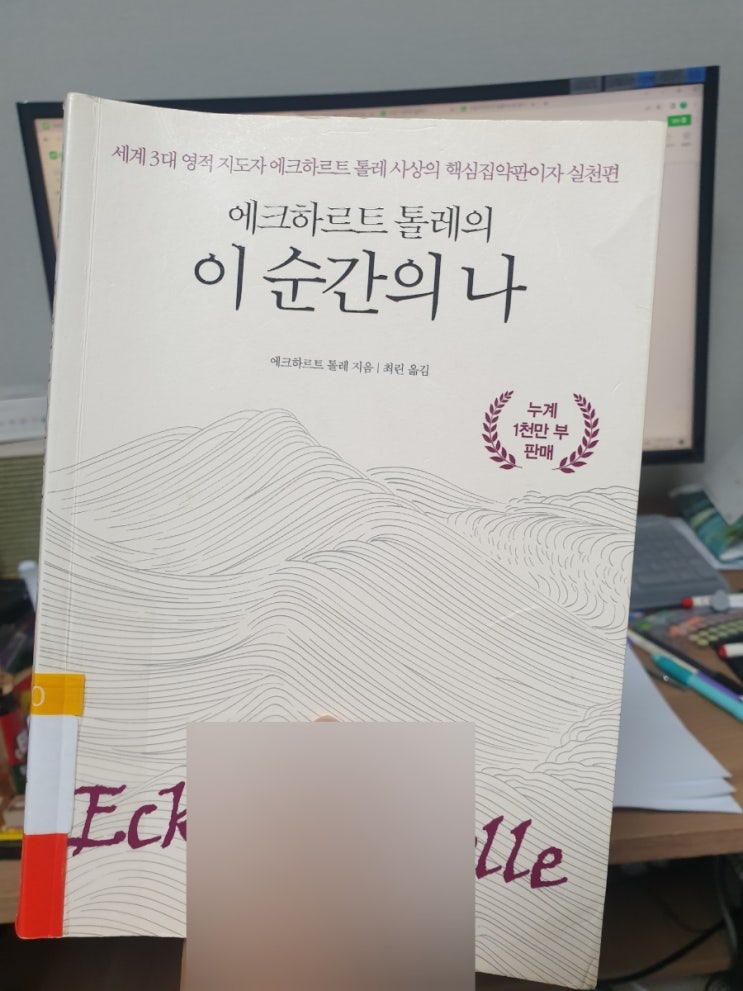 세계 3대 영적 지도자 에크하르트 톨레 사상의 핵심집약판이자 실천편
에크하르트 톨레의
이 순간의 나
에크하르트 톨레 지음 | 최린 옮김
누계
1천만 부
판매